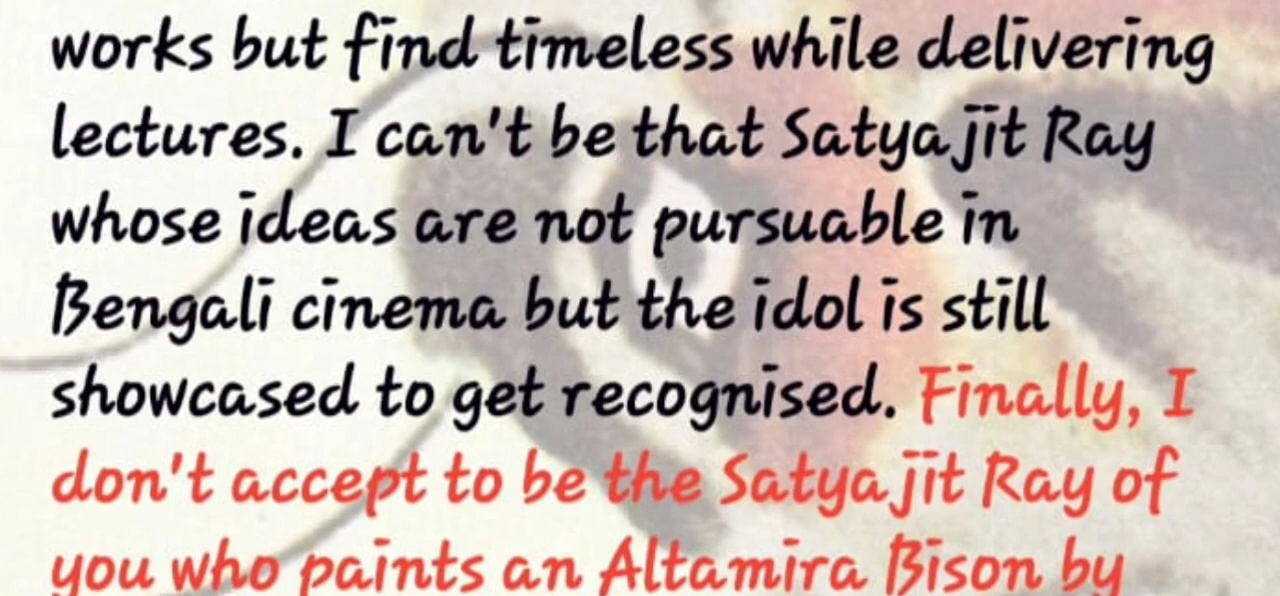 works but find timeless while delivering
lectures. I can't be that Satyajit Ray
whose ideas are not pursuable in
Bengali cinema but the idol is still
showcased to get recognised. Finally, I
don't accept to be the Satyajit Ray of
you who paints an Altamira Bison by